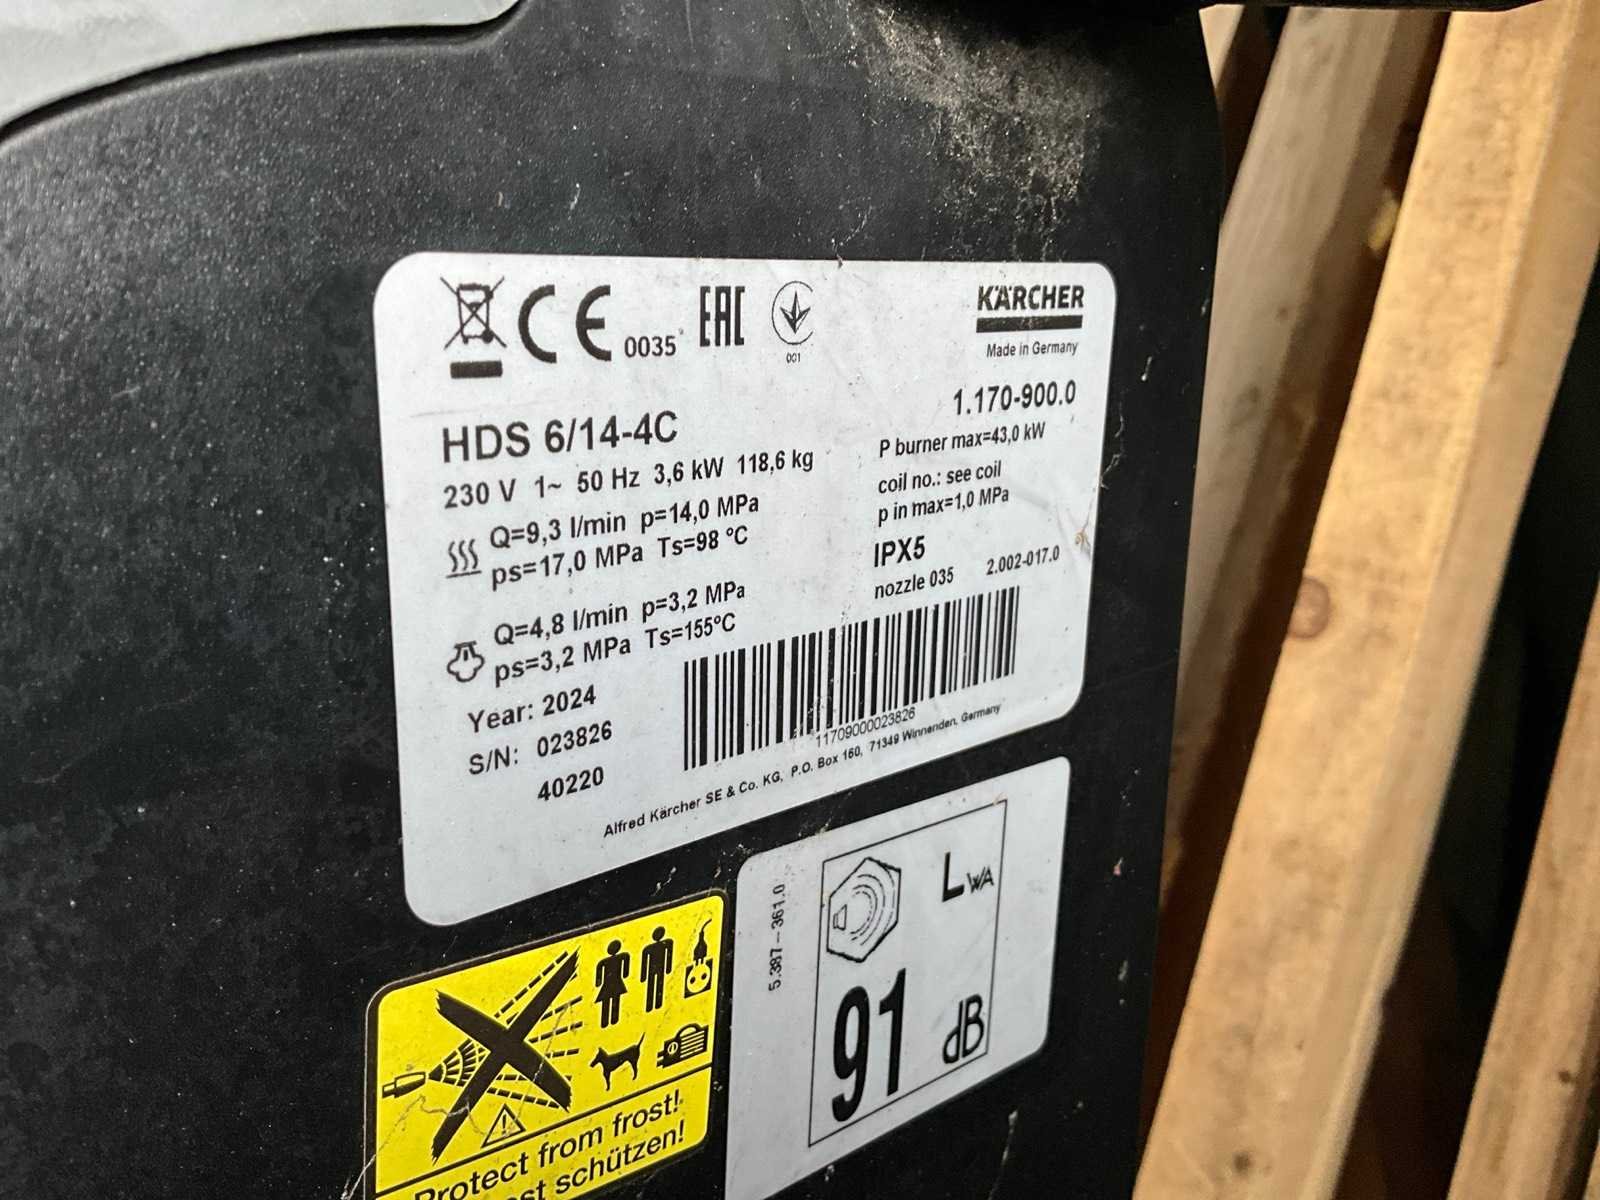 CE 0035 EAC
001
KÄRCHER
Made in Germany
HDS 6/14-4C
1.170-900.0
230 V 1~ 50 Hz 3,6 kW 118,6 kg
P burner max=43,0 kW
Q=9,3 l/min p=14,0 MPa
coil no.: see coil
ps=17,0 MPa Ts=98 °C
p in max=1,0 MPa
IPX5
Q=4,8 l/min p=3,2 MPa
nozzle 035 2.002-017.0
ps=3,2 MPa Ts=155°C
Year: 2024
S/N: 023826
40220
11709000023826
Alfred Kärcher SE & Co. KG, P.O. Box 160, 71349 Winnenden, Germany
5.387-361.0
LWA
91 dB
Protect from frost!
schützen!